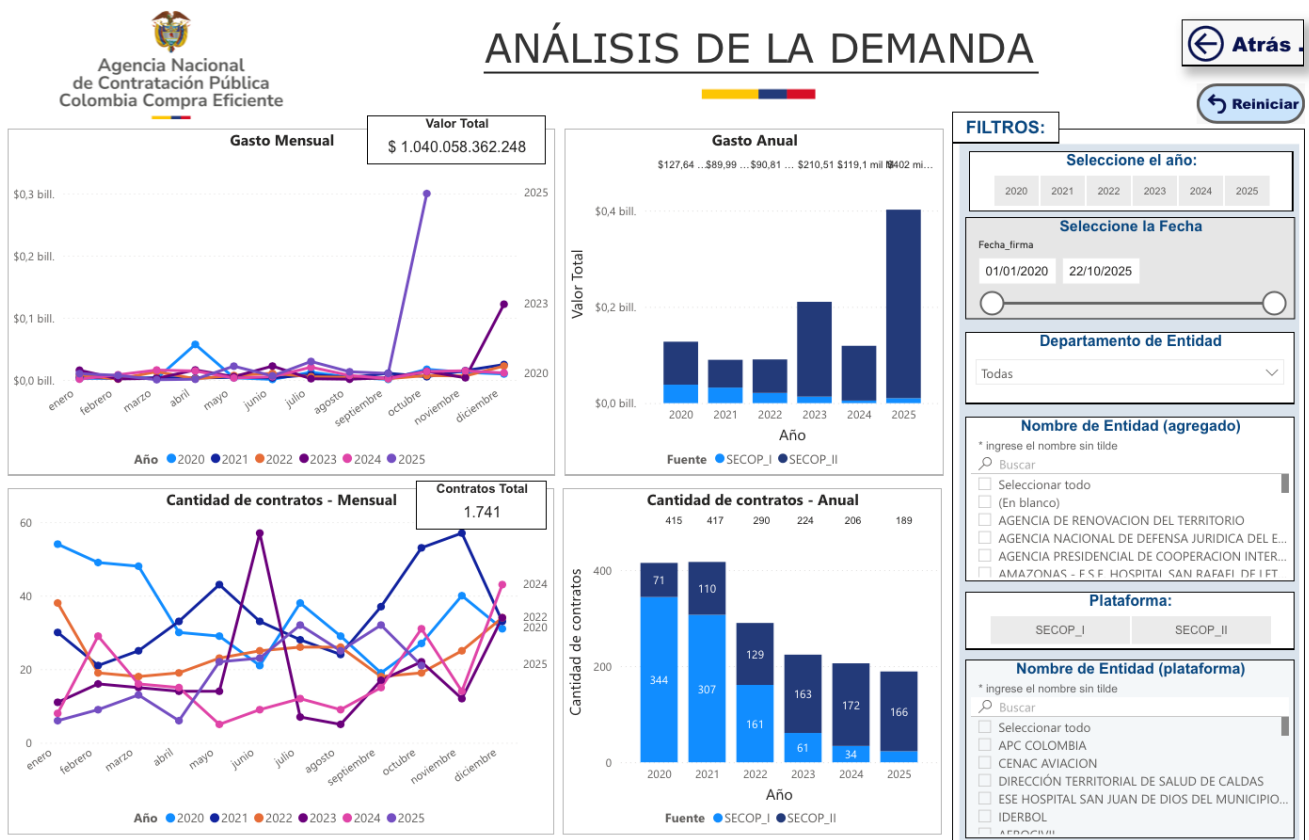 Agencia Nacional
de Contratación Pública
Colombia Compra Eficiente
ANÁLISIS DE LA DEMANDA
Atrás .
Reiniciar
Gasto Mensual
Valor Total
$ 1.040.058.362.248
$0,3 bill.
$0,2 bill.
$0,1 bill.
$0,0 bill.
2025
2023
2020
enero febrero marzo abril mayo junio julio agosto septiembre octubre noviembre diciembre
Año 2020 2021 2022 2023 2024 2025
Gasto Anual
$127,64 ... $89,99 ... $90,81 ... $210,51 $119,1 mil $402 mi...
Valor Total
$0,4 bill.
$0,2 bill.
$0,0 bill.
2020 2021 2022 2023 2024 2025
Año
Fuente SECOP_I SECOP_II
Cantidad de contratos - Mensual
Contratos Total
1.741
60
40
20
0
2024
2022
2020
2025
enero febrero marzo abril mayo junio julio agosto septiembre octubre noviembre diciembre
Año 2020 2021 2022 2023 2024 2025
Cantidad de contratos - Anual
415 417 290 224 206 189
Cantidad de contratos
400
200
0
71 110 129 163 172 166
344 307 161 61 34
2020 2021 2022 2023 2024 2025
Año
Fuente SECOP_I SECOP_II
FILTROS:
Seleccione el año:
2020 2021 2022 2023 2024 2025
Seleccione la Fecha
Fecha_firma
01/01/2020 22/10/2025
Departamento de Entidad
Todas
Nombre de Entidad (agregado)
* ingrese el nombre sin tilde
Buscar
Seleccionar todo
(En blanco)
AGENCIA DE RENOVACION DEL TERRITORIO
AGENCIA NACIONAL DE DEFENSA JURIDICA DEL E...
AGENCIA PRESIDENCIAL DE COOPERACION INTER...
AMAZONAS - E.S.E. HOSPITAL SAN RAFAEL DE LET
Plataforma:
SECOP_I SECOP_II
Nombre de Entidad (plataforma)
* ingrese el nombre sin tilde
Buscar
Seleccionar todo
APC COLOMBIA
CENAC AVIACION
DIRECCIÓN TERRITORIAL DE SALUD DE CALDAS
ESE HOSPITAL SAN JUAN DE DIOS DEL MUNICIPIO...
IDERBOL